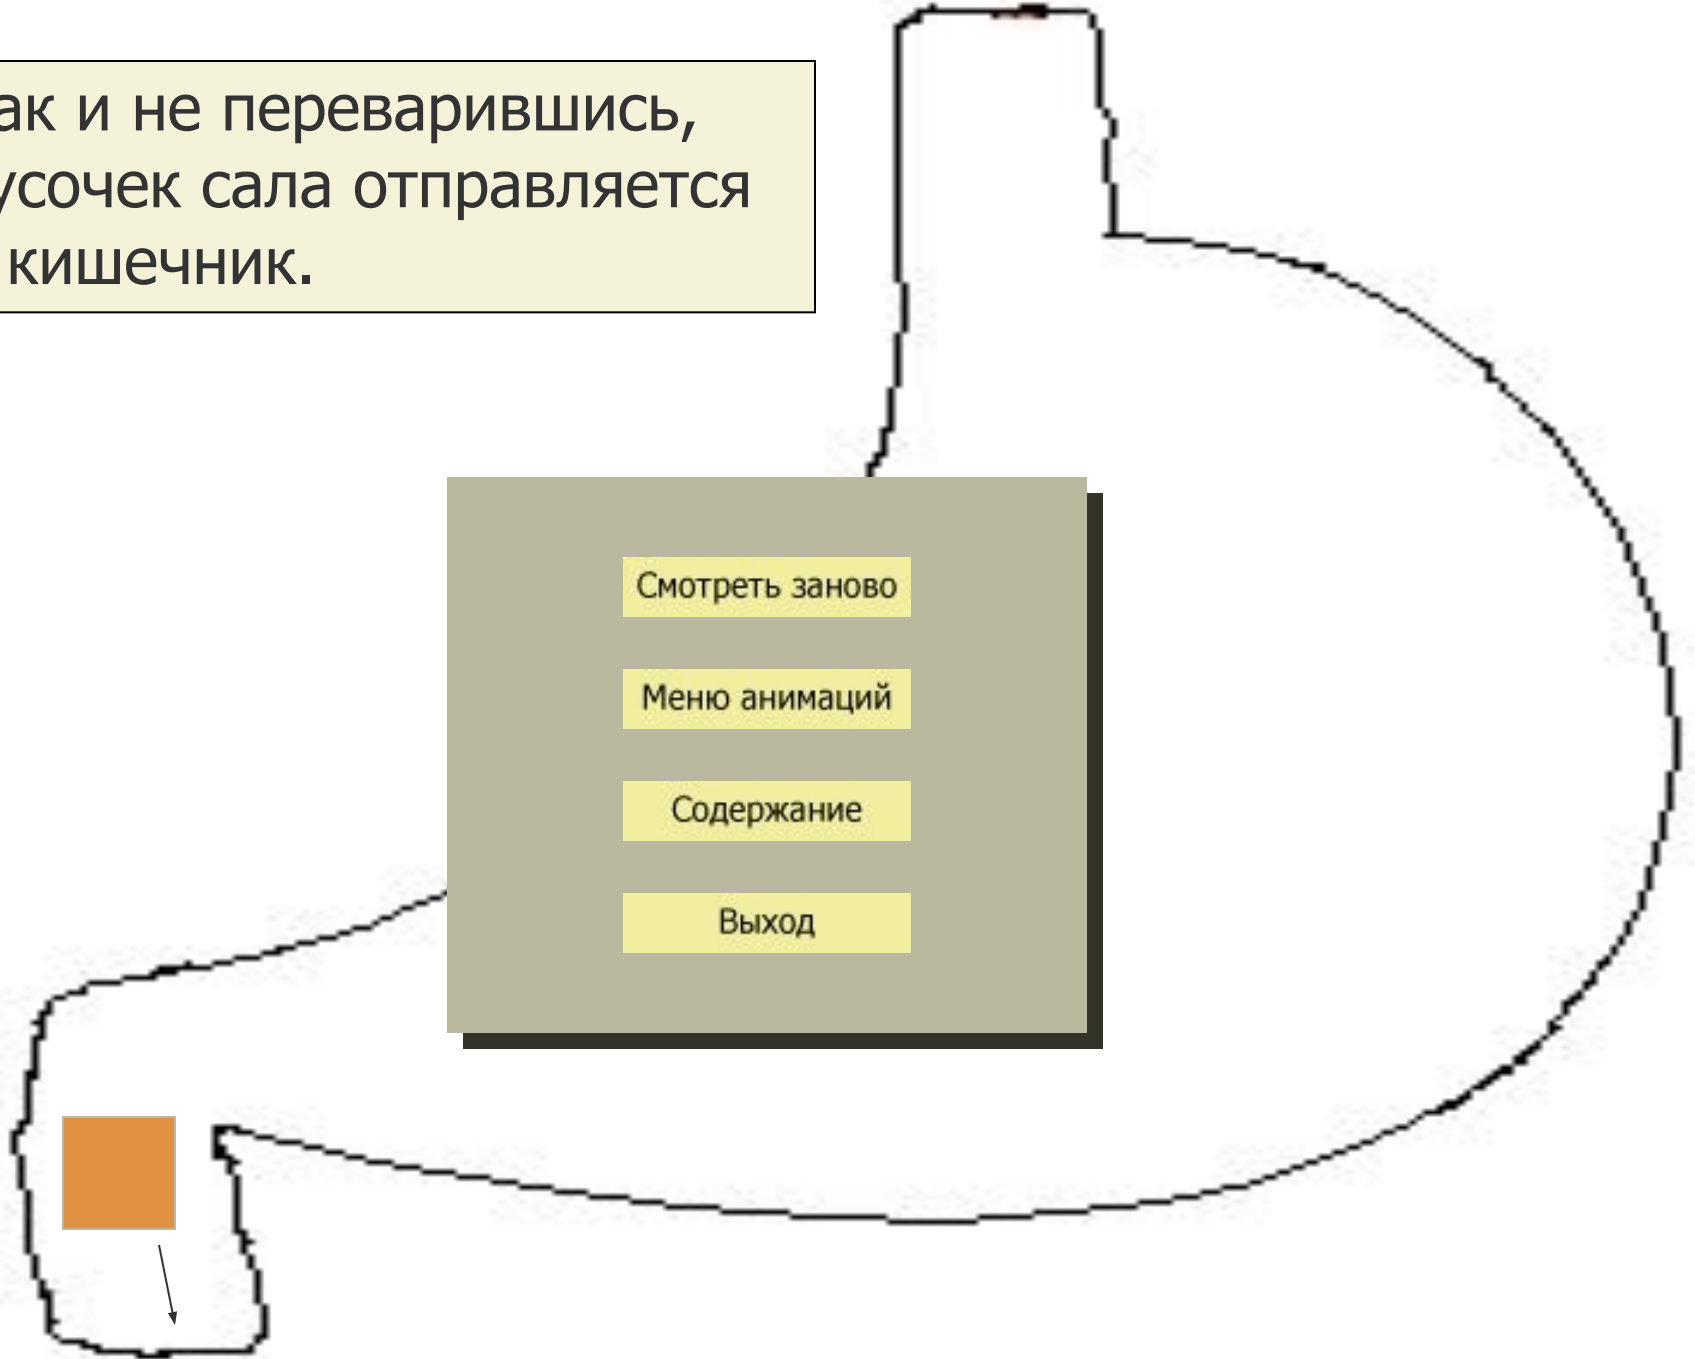 ак и не переварившись,
усочек сала отправляется
кишечник.
Смотреть заново
Меню анимаций
Содержание
Выход